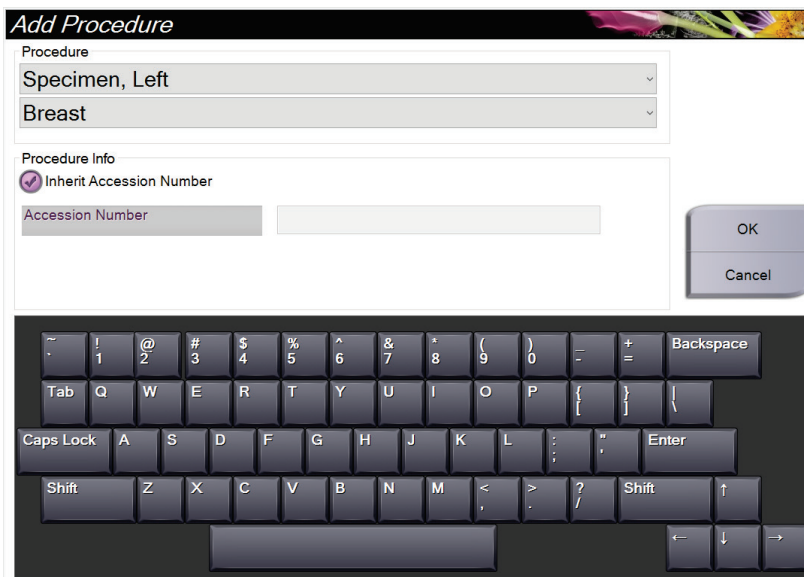 Add Procedure
Procedure
Specimen, Left
Breast
Procedure Info
Inherit Accession Number
Accession Number
OK
Cancel
~ ! @ # $ % ^ & * ( ) _ + Backspace
` 1 2 3 4 5 6 7 8 9 0 - =
Tab Q W E R T Y U I O P { } |
[ ] \
Caps Lock A S D F G H J K L : " Enter
; '
Shift Z X C V B N M < > ? Shift ↑
, . /
← ↓ →